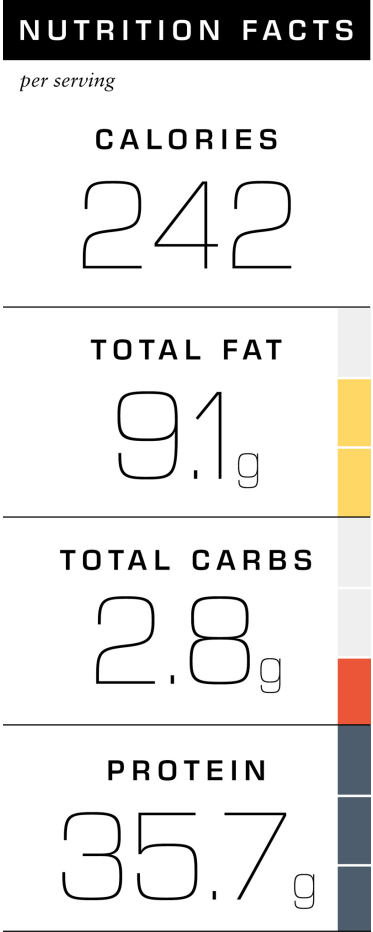 NUTRITION FACTS
per serving
CALORIES
242
TOTAL FAT
9.1g
TOTAL CARBS
2.8g
PROTEIN
35.7g